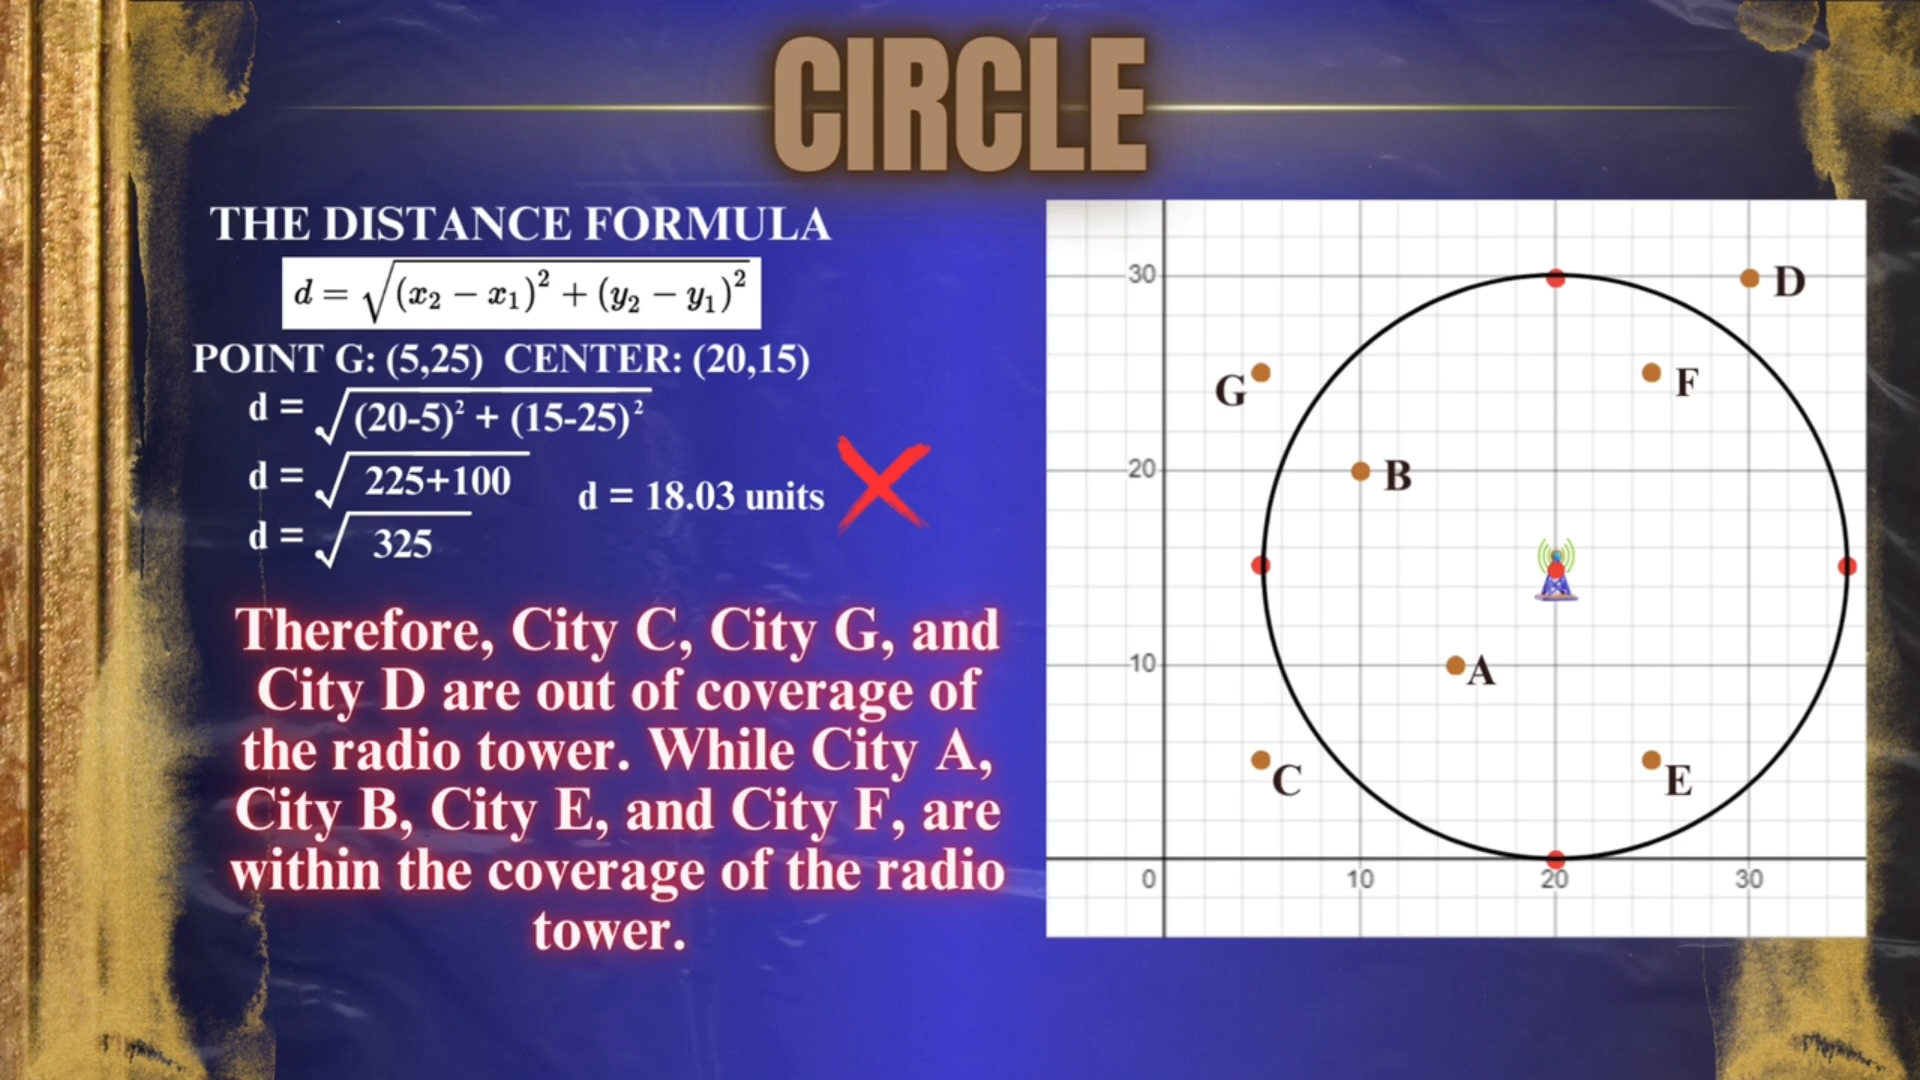 CIRCLE
THE DISTANCE FORMULA
d = √(x₂ − x₁)² + (y₂ − y₁)²
POINT G: (5,25) CENTER: (20,15)
d = √(20-5)² + (15-25)²
d = √225+100
d = 18.03 units
d = √325
Therefore, City C, City G, and
City D are out of coverage of
the radio tower. While City A,
City B, City E, and City F, are
within the coverage of the radio
tower.
30
D
G
F
20
B
10
A
C
E
0
10
20
30